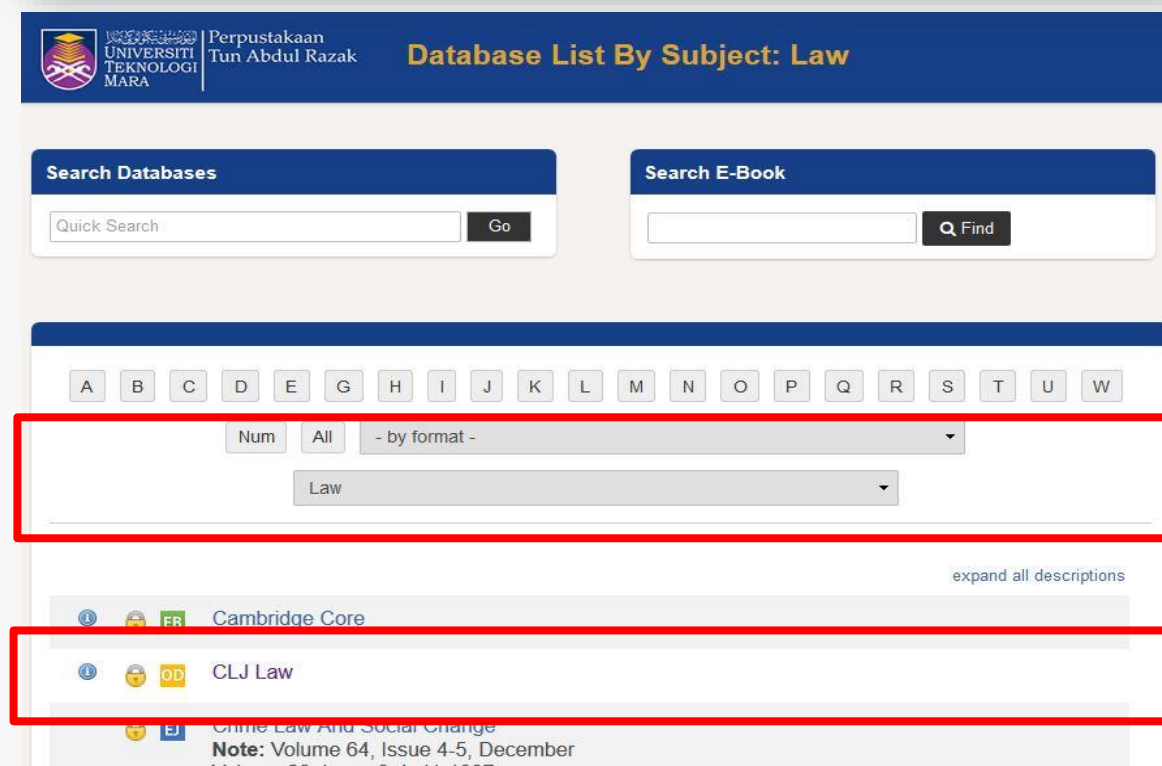 UNIVERSITI
TEKNOLOGI
MARA
Perpustakaan
Tun Abdul Razak
Database List By Subject: Law
Search Databases
Quick Search
Go
Search E-Book
Find
A B C D E G H I J K L M N O P Q R S T U W
Num All - by format -
Law
expand all descriptions
EB Cambridge Core
OD CLJ Law
EJ Crime Law And Social Change
Note: Volume 64, Issue 4-5, December